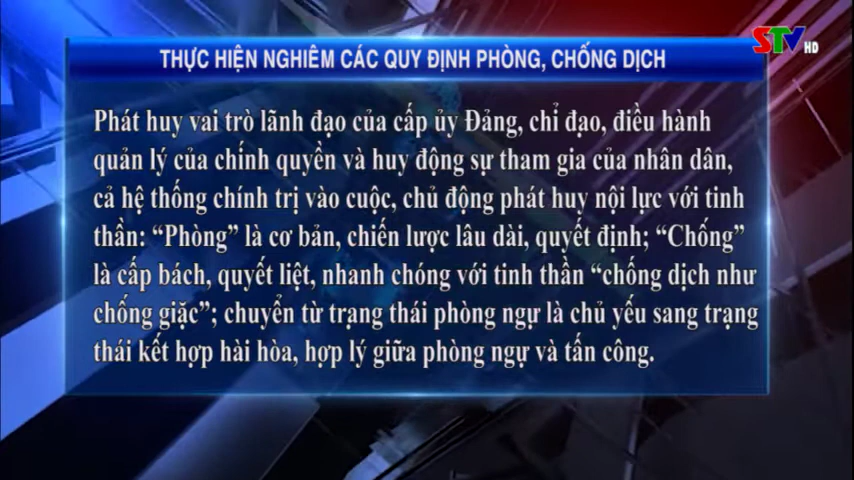 STV HD
THỰC HIỆN NGHIÊM CÁC QUY ĐỊNH PHÒNG, CHỐNG DỊCH
Phát huy vai trò lãnh đạo của cấp ủy Đảng, chỉ đạo, điều hành
quản lý của chính quyền và huy động sự tham gia của nhân dân,
cả hệ thống chính trị vào cuộc, chủ động phát huy nội lực với tinh
thần: “Phòng” là cơ bản, chiến lược lâu dài, quyết định; “Chống”
là cấp bách, quyết liệt, nhanh chóng với tinh thần “chống dịch như
chống giặc”; chuyển từ trạng thái phòng ngự là chủ yếu sang trạng
thái kết hợp hài hòa, hợp lý giữa phòng ngự và tấn công.